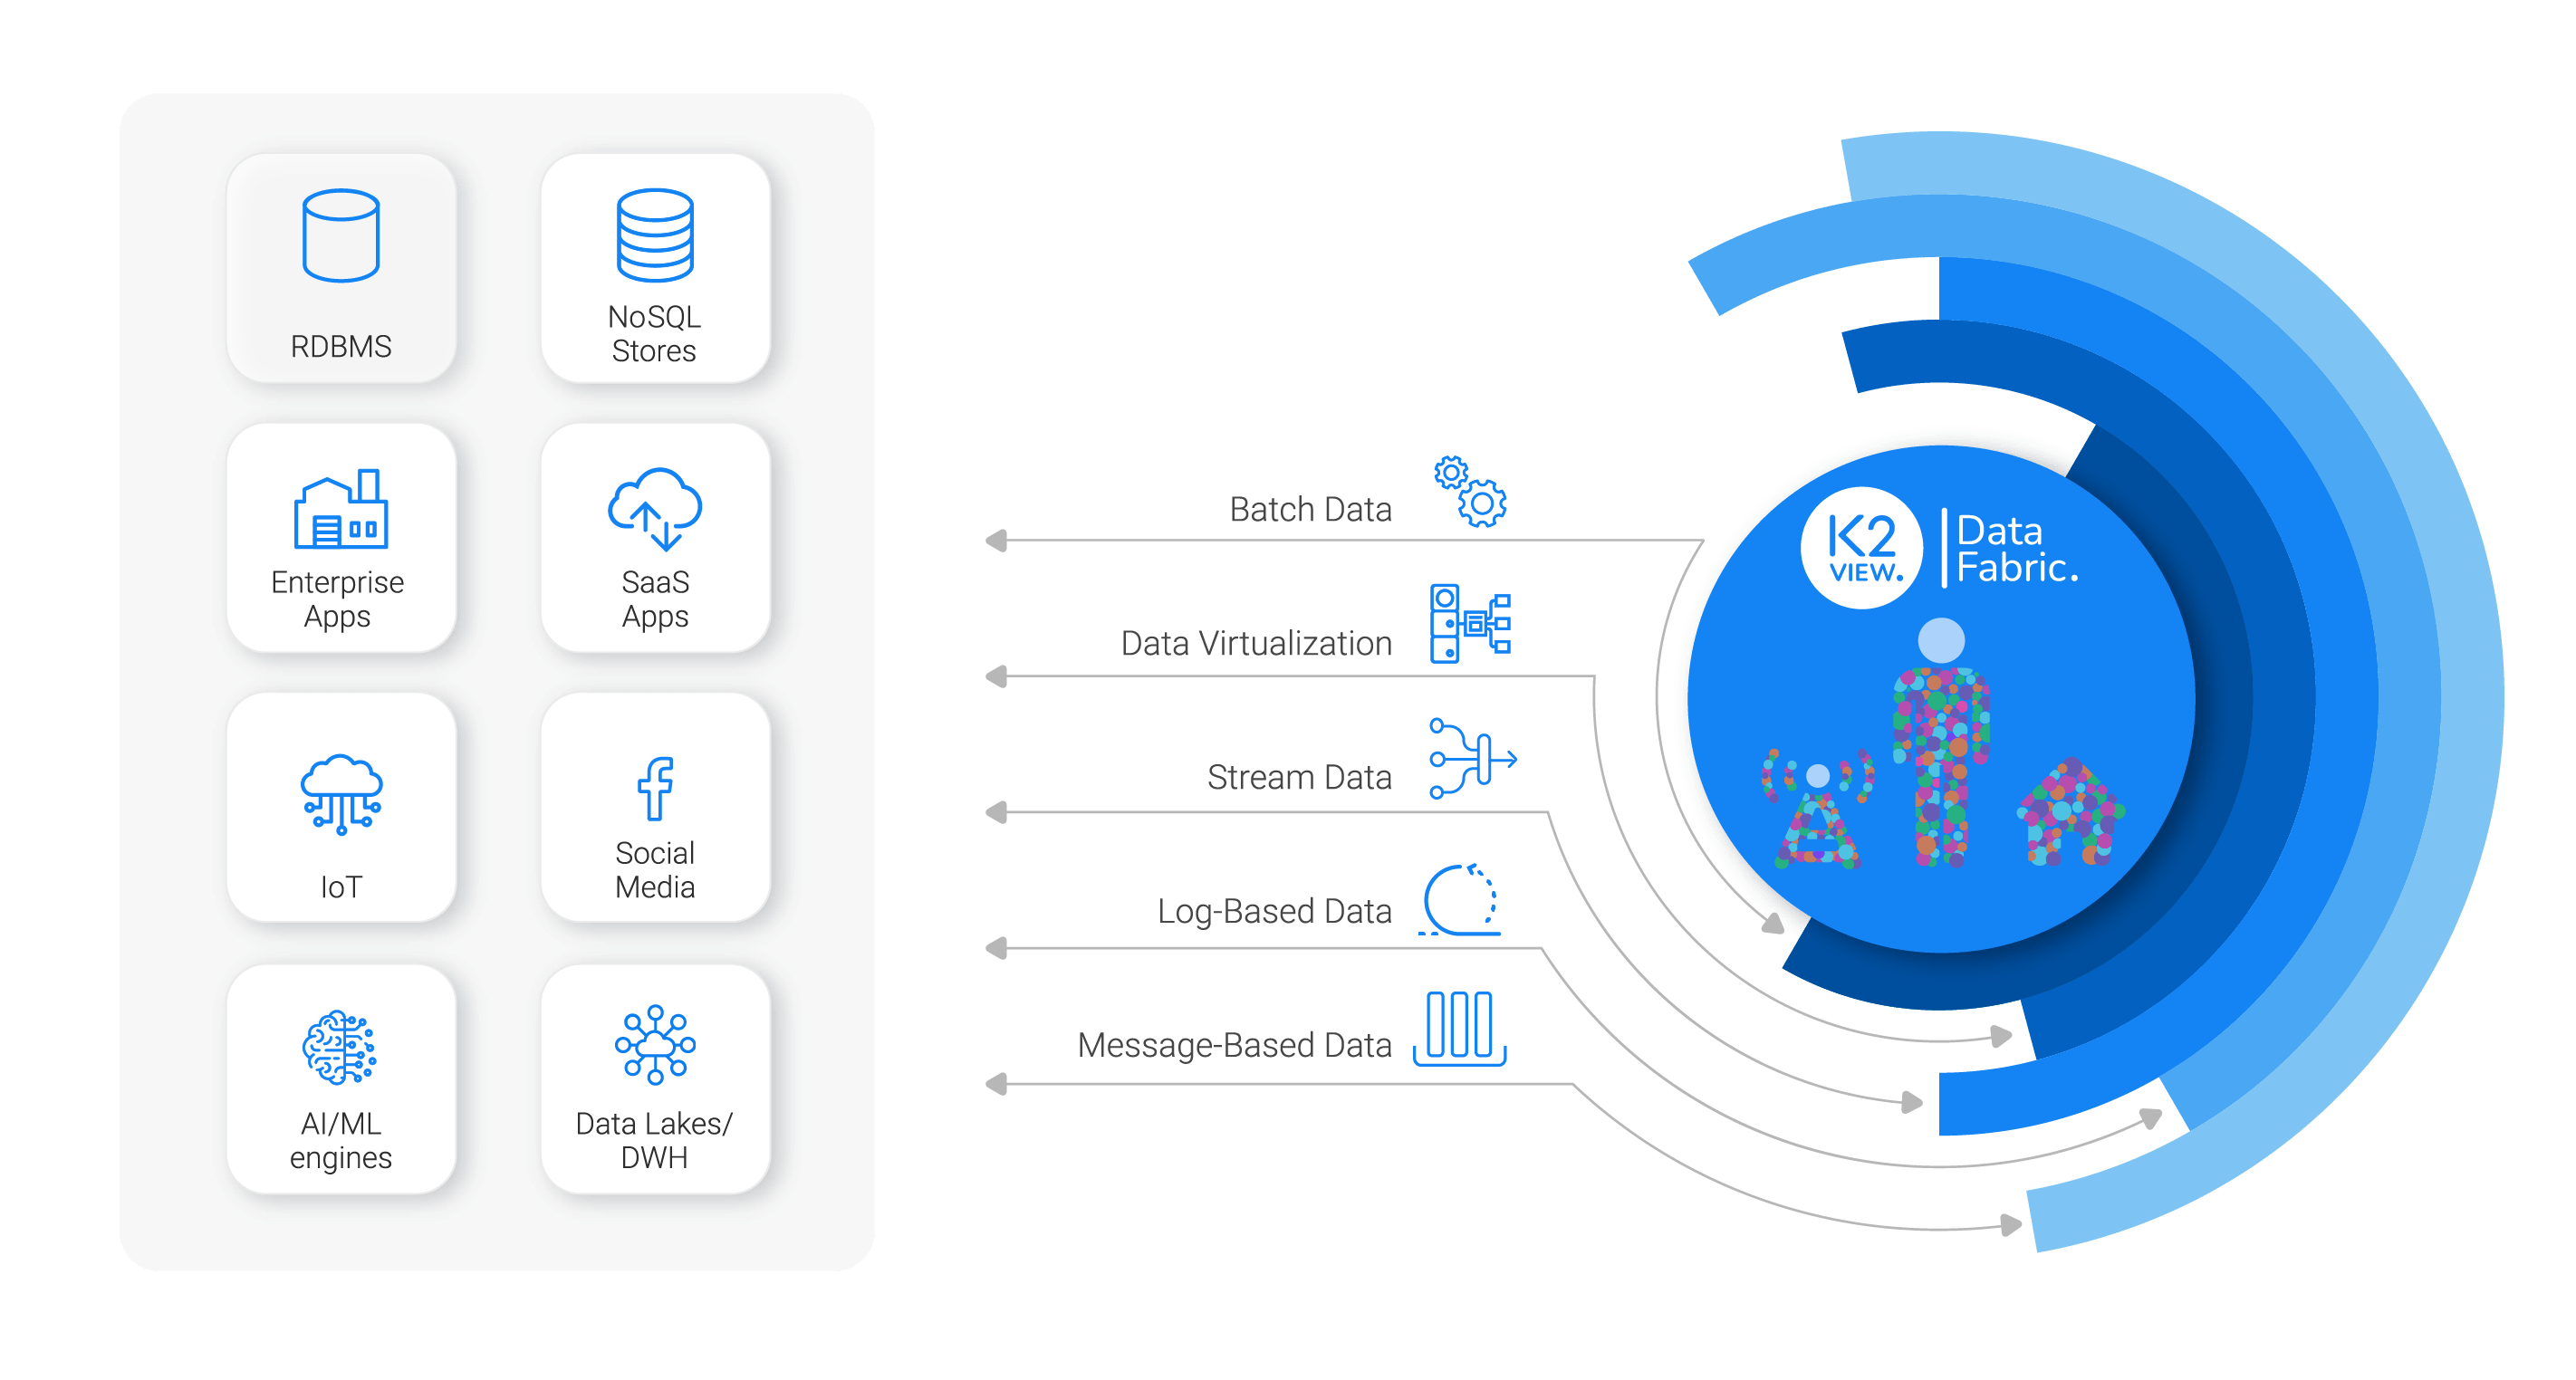 RDBMS
NoSQL
Stores
Enterprise
Apps
SaaS
Apps
IoT
Social
Media
AI/ML
engines
Data Lakes/
DWH
Batch Data
Data Virtualization
Stream Data
Log-Based Data
Message-Based Data
K2
VIEW.
Data
Fabric.